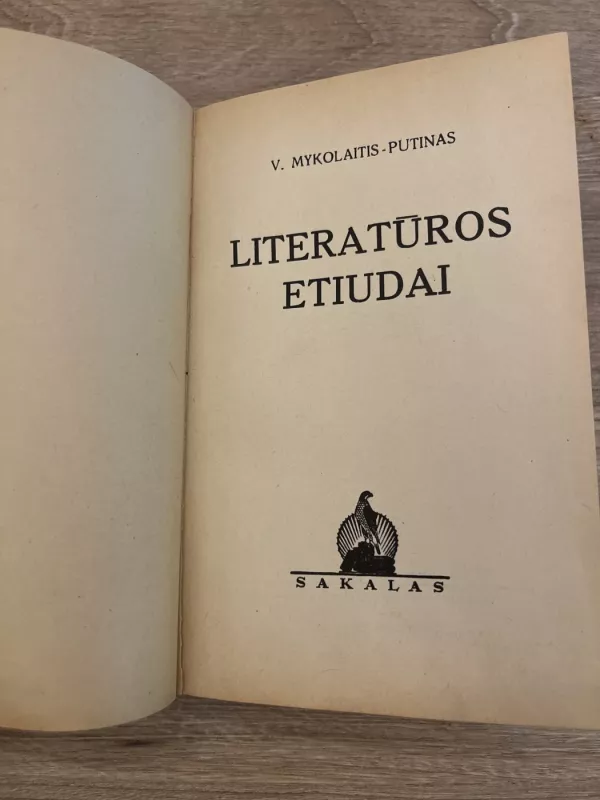 V. MYKOLAITIS-PUTINAS
LITERATŪROS
ETIUDAI
SAKALAS